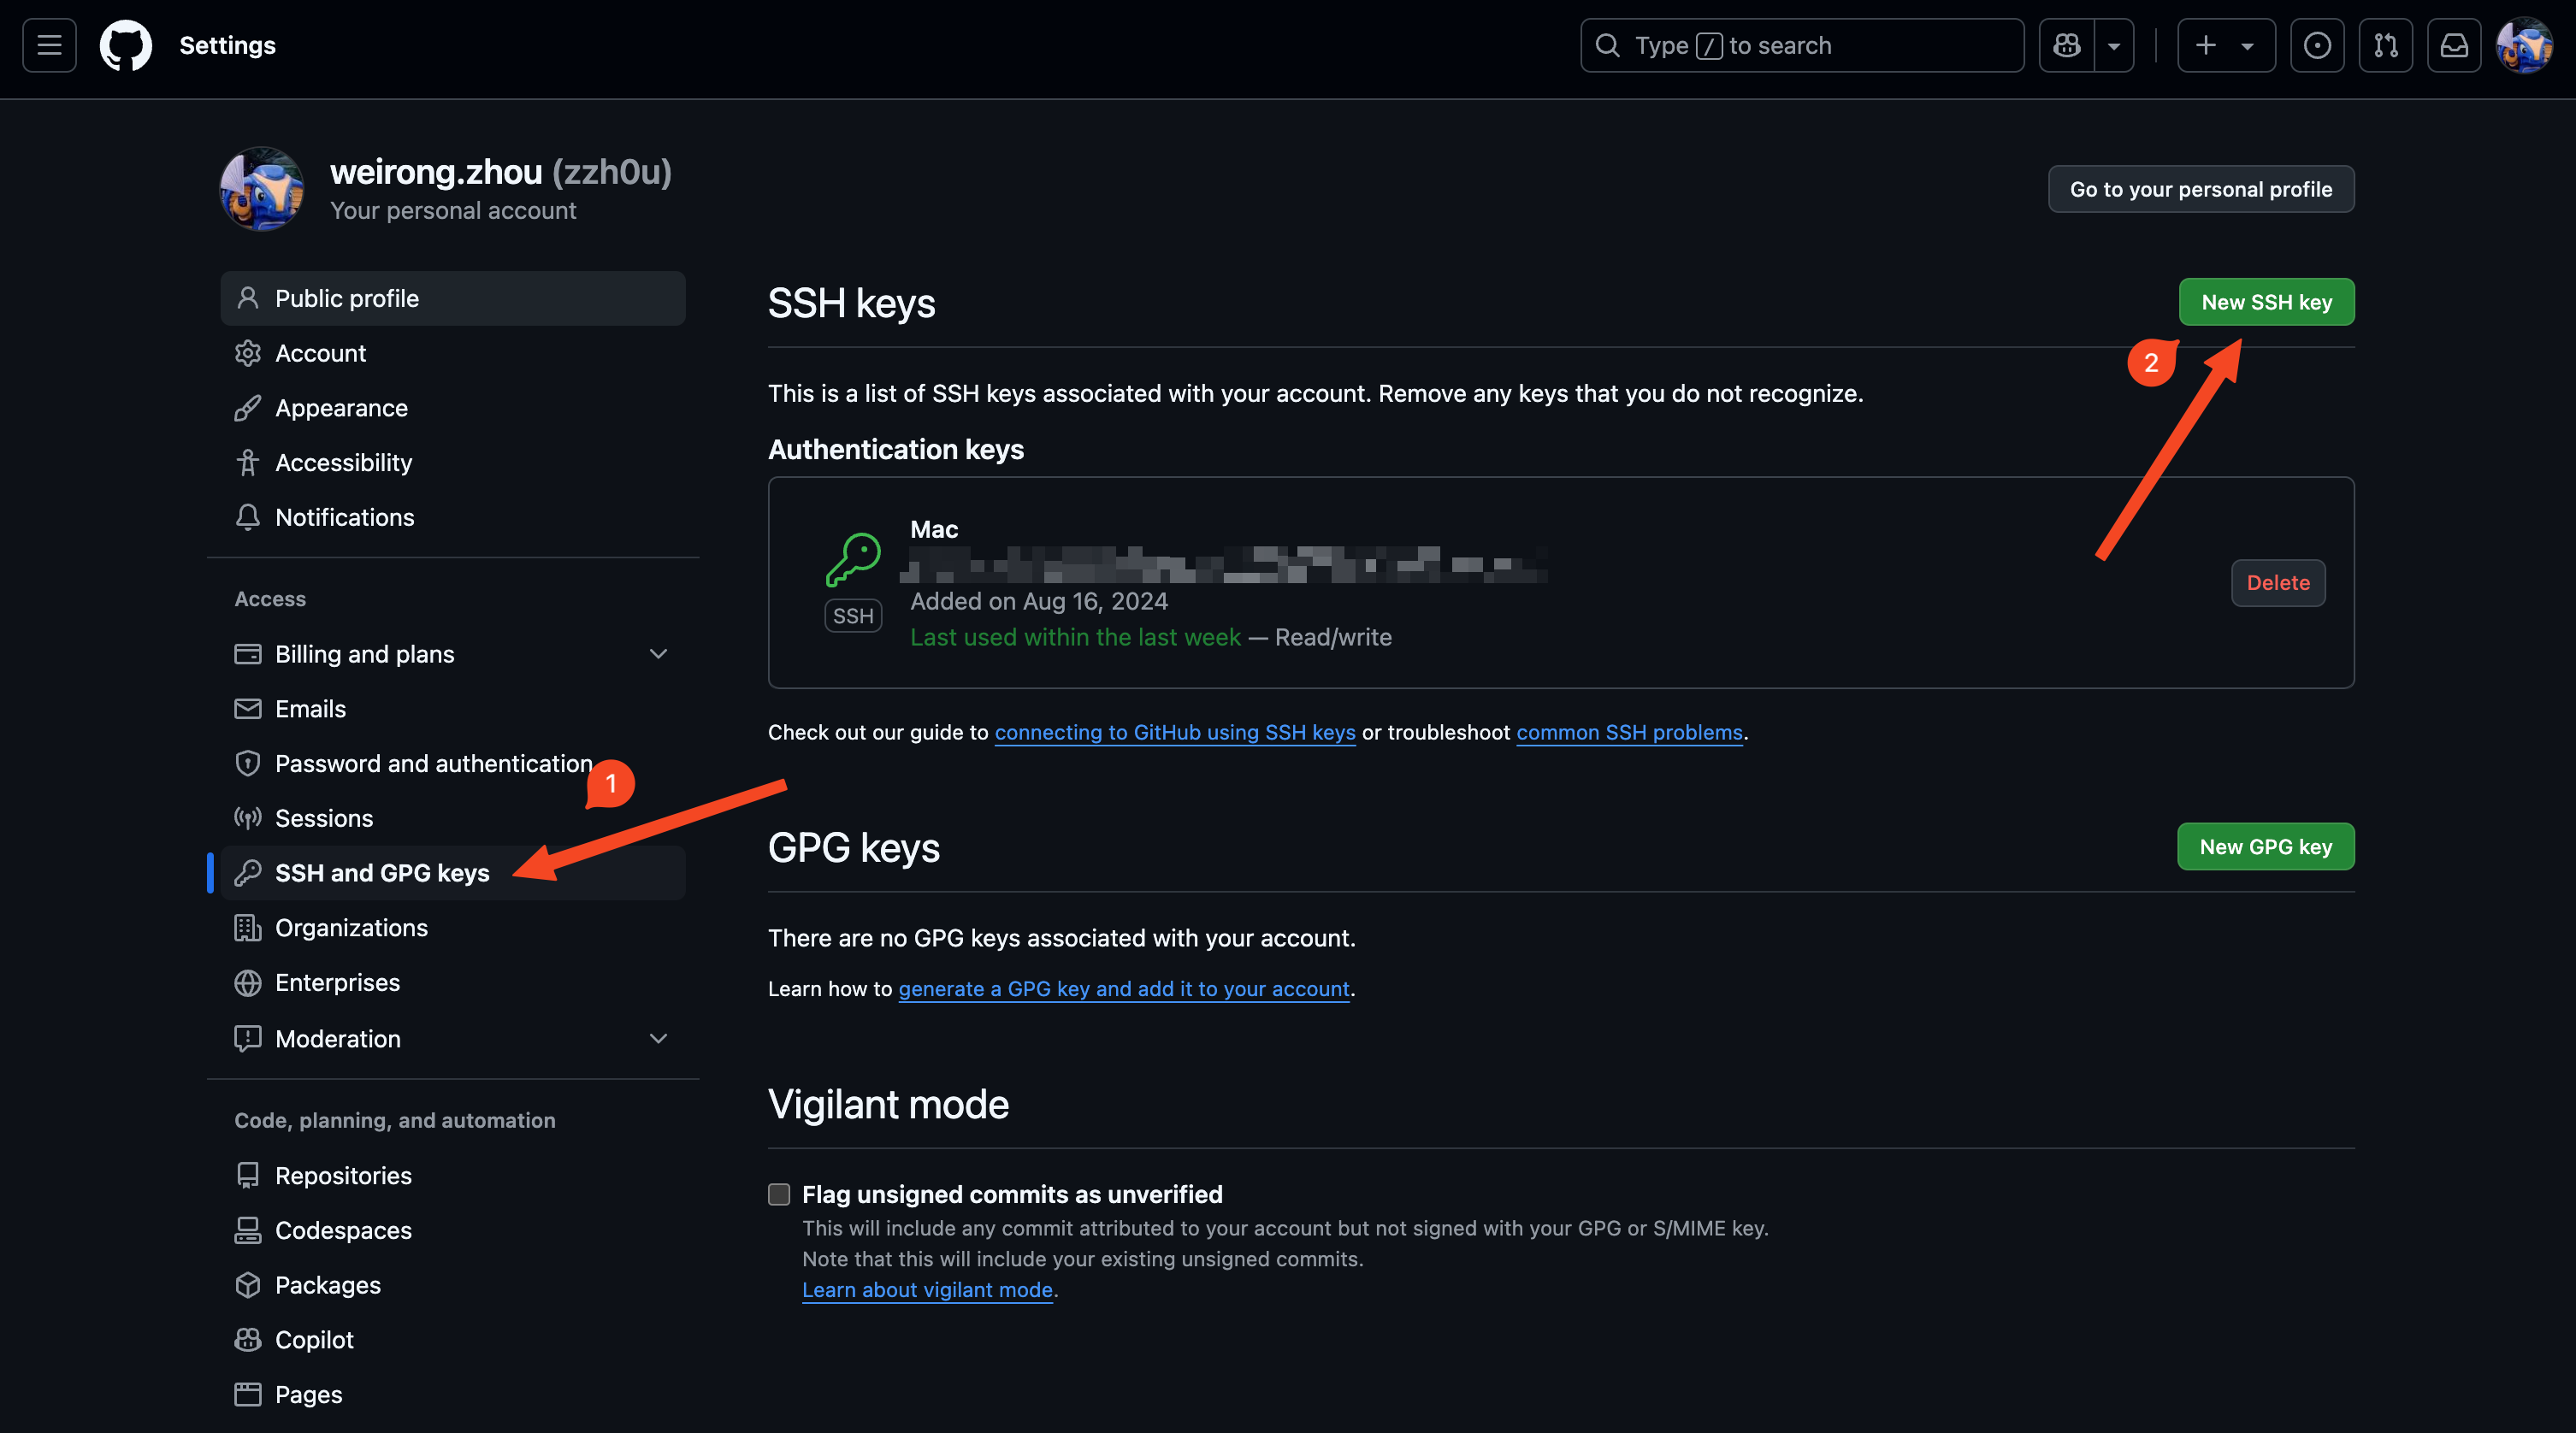 Settings
Type / to search
weirong.zhou (zzh0u)
Your personal account
Go to your personal profile
Public profile
Account
Appearance
Accessibility
Notifications
Access
Billing and plans
Emails
Password and authentication
1
Sessions
SSH and GPG keys
Organizations
Enterprises
Moderation
Code, planning, and automation
Repositories
Codespaces
Packages
Copilot
Pages
SSH keys
New SSH key
2
This is a list of SSH keys associated with your account. Remove any keys that you do not recognize.
Authentication keys
Mac
SSH
Added on Aug 16, 2024
Last used within the last week — Read/write
Delete
Check out our guide to connecting to GitHub using SSH keys or troubleshoot common SSH problems.
GPG keys
New GPG key
There are no GPG keys associated with your account.
Learn how to generate a GPG key and add it to your account.
Vigilant mode
Flag unsigned commits as unverified
This will include any commit attributed to your account but not signed with your GPG or S/MIME key.
Note that this will include your existing unsigned commits.
Learn about vigilant mode.